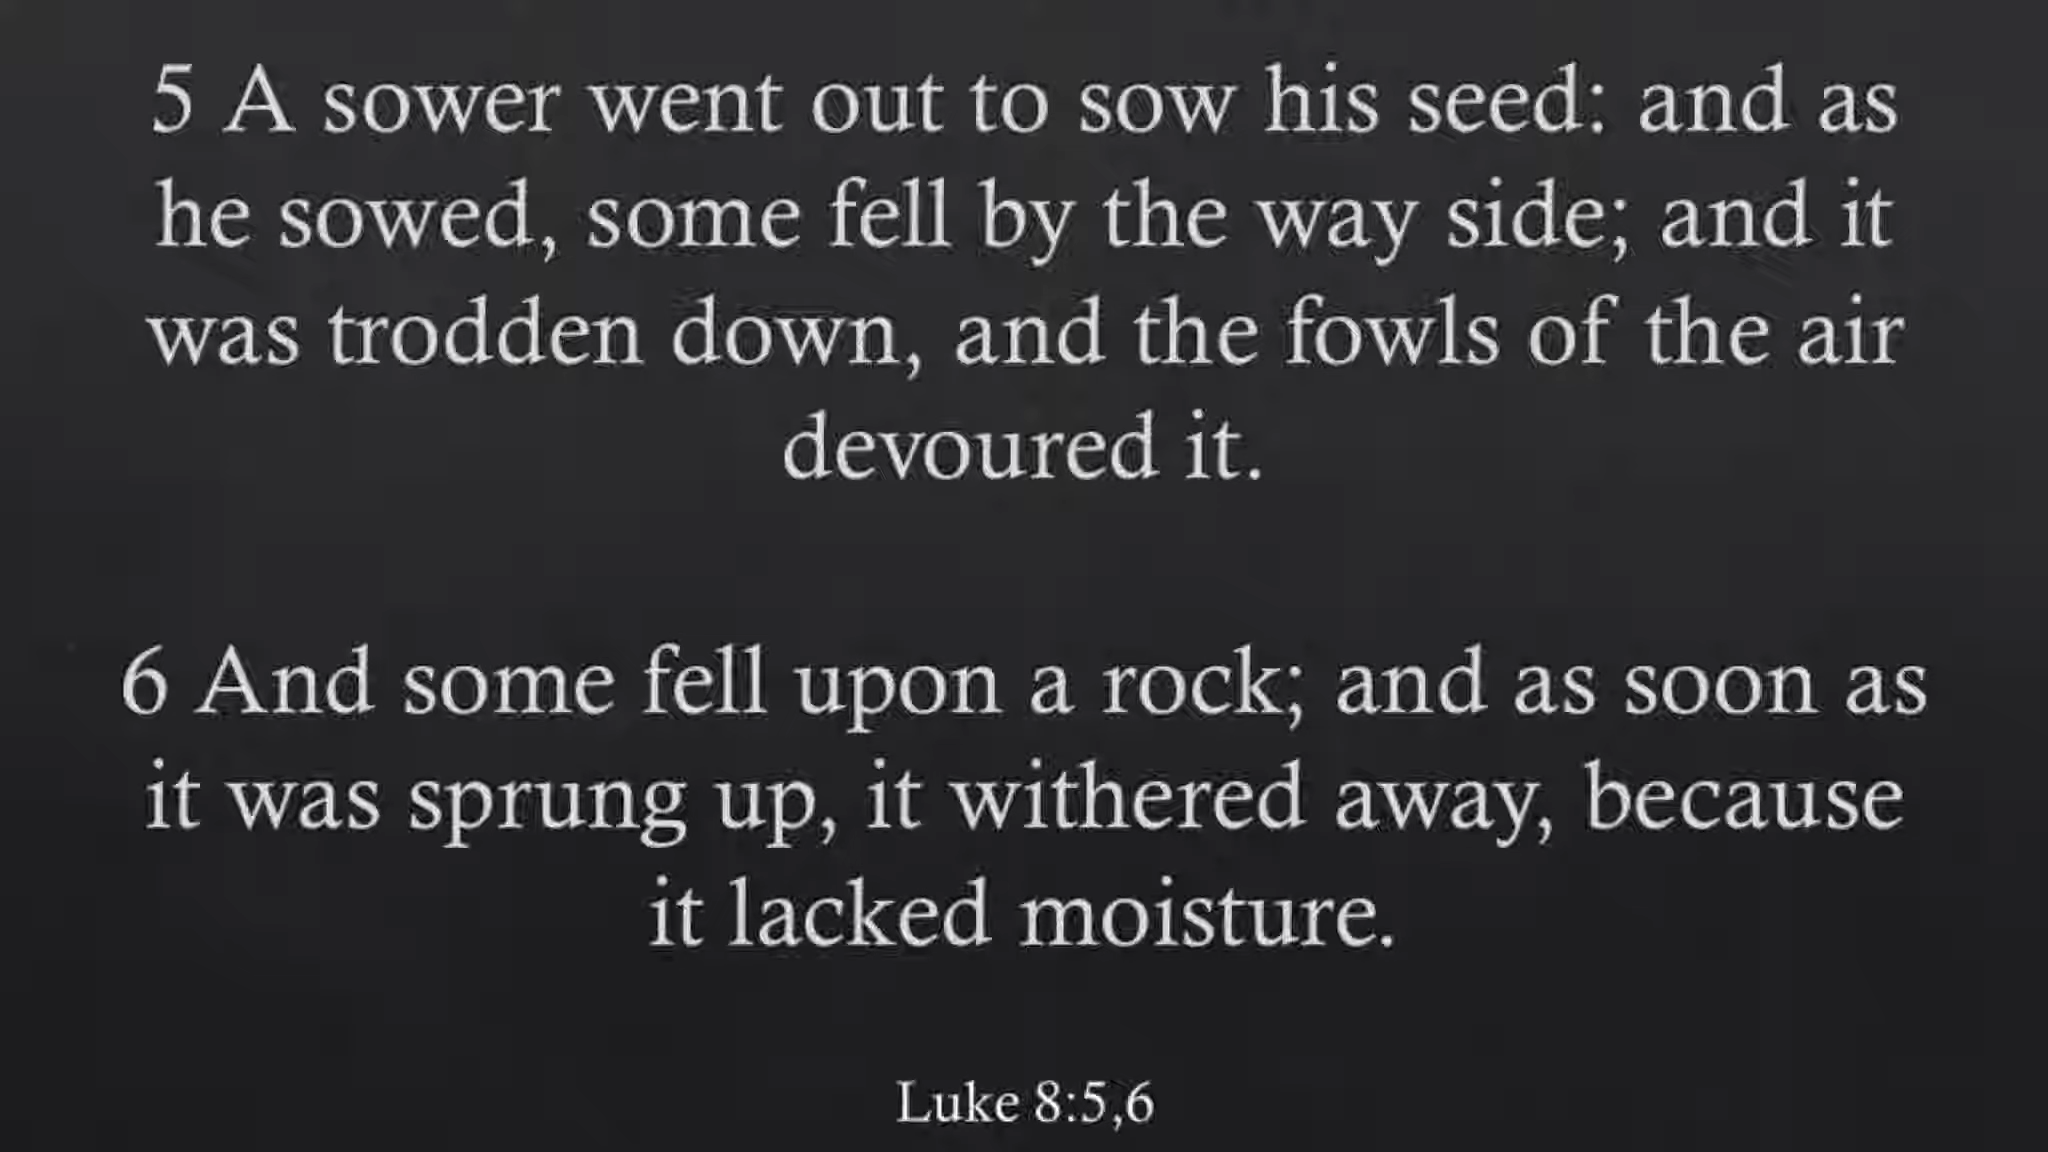 5 A sower went out to sow his seed: and as
he sowed, some fell by the way side; and it
was trodden down, and the fowls of the air
devoured it.
6 And some fell upon a rock; and as soon as
it was sprung up, it withered away, because
it lacked moisture.
Luke 8:5,6